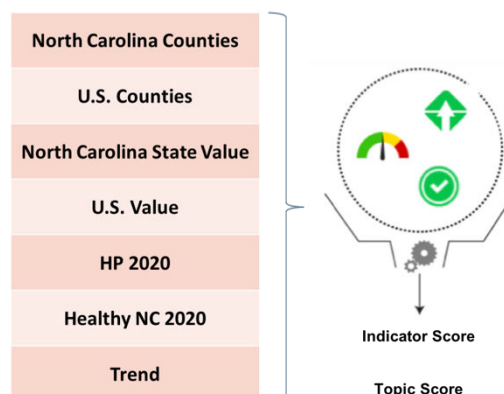 North Carolina Counties
U.S. Counties
North Carolina State Value
U.S. Value
HP 2020
Healthy NC 2020
Trend
Indicator Score
Topic Score